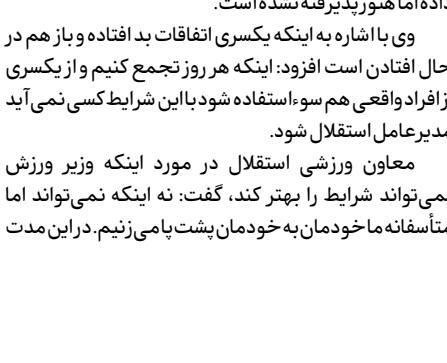 داده اما هنوز پذیرفته نشده است.
وی با اشاره به اینکه یکسری اتفاقات بد افتاده و باز هم در
حال افتادن است افزود: اینکه هر روز تجمع کنیم و از یکسری
از افراد واقعی هم سوءاستفاده شود با این شرایط کسی نمی‌آید
مدیرعامل استقلال شود.
معاون ورزشی استقلال در مورد اینکه وزیر ورزش
نمی‌تواند شرایط را بهتر کند، گفت: نه اینکه نمی‌تواند اما
متأسفانه ما خودمان به خودمان پشت پا می‌زنیم. در این مدت